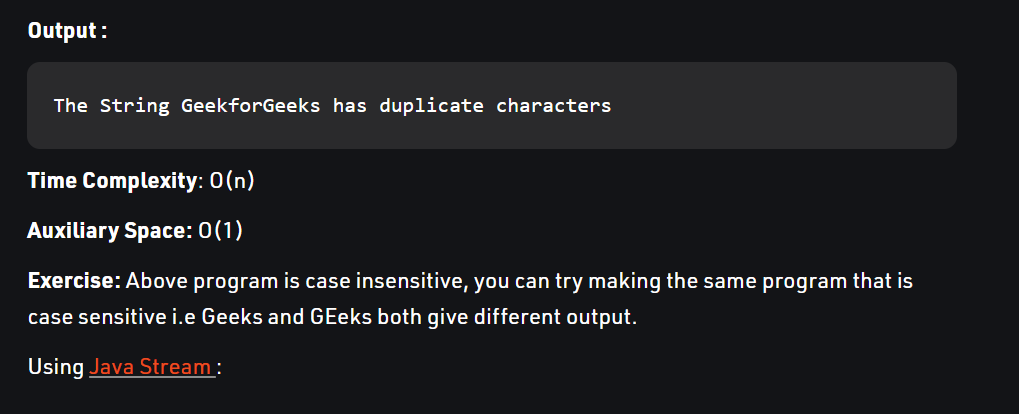 Output :
The String GeekforGeeks has duplicate characters
Time Complexity: O(n)
Auxiliary Space: O(1)
Exercise: Above program is case insensitive, you can try making the same program that is
case sensitive i.e Geeks and GEeks both give different output.
Using Java Stream :